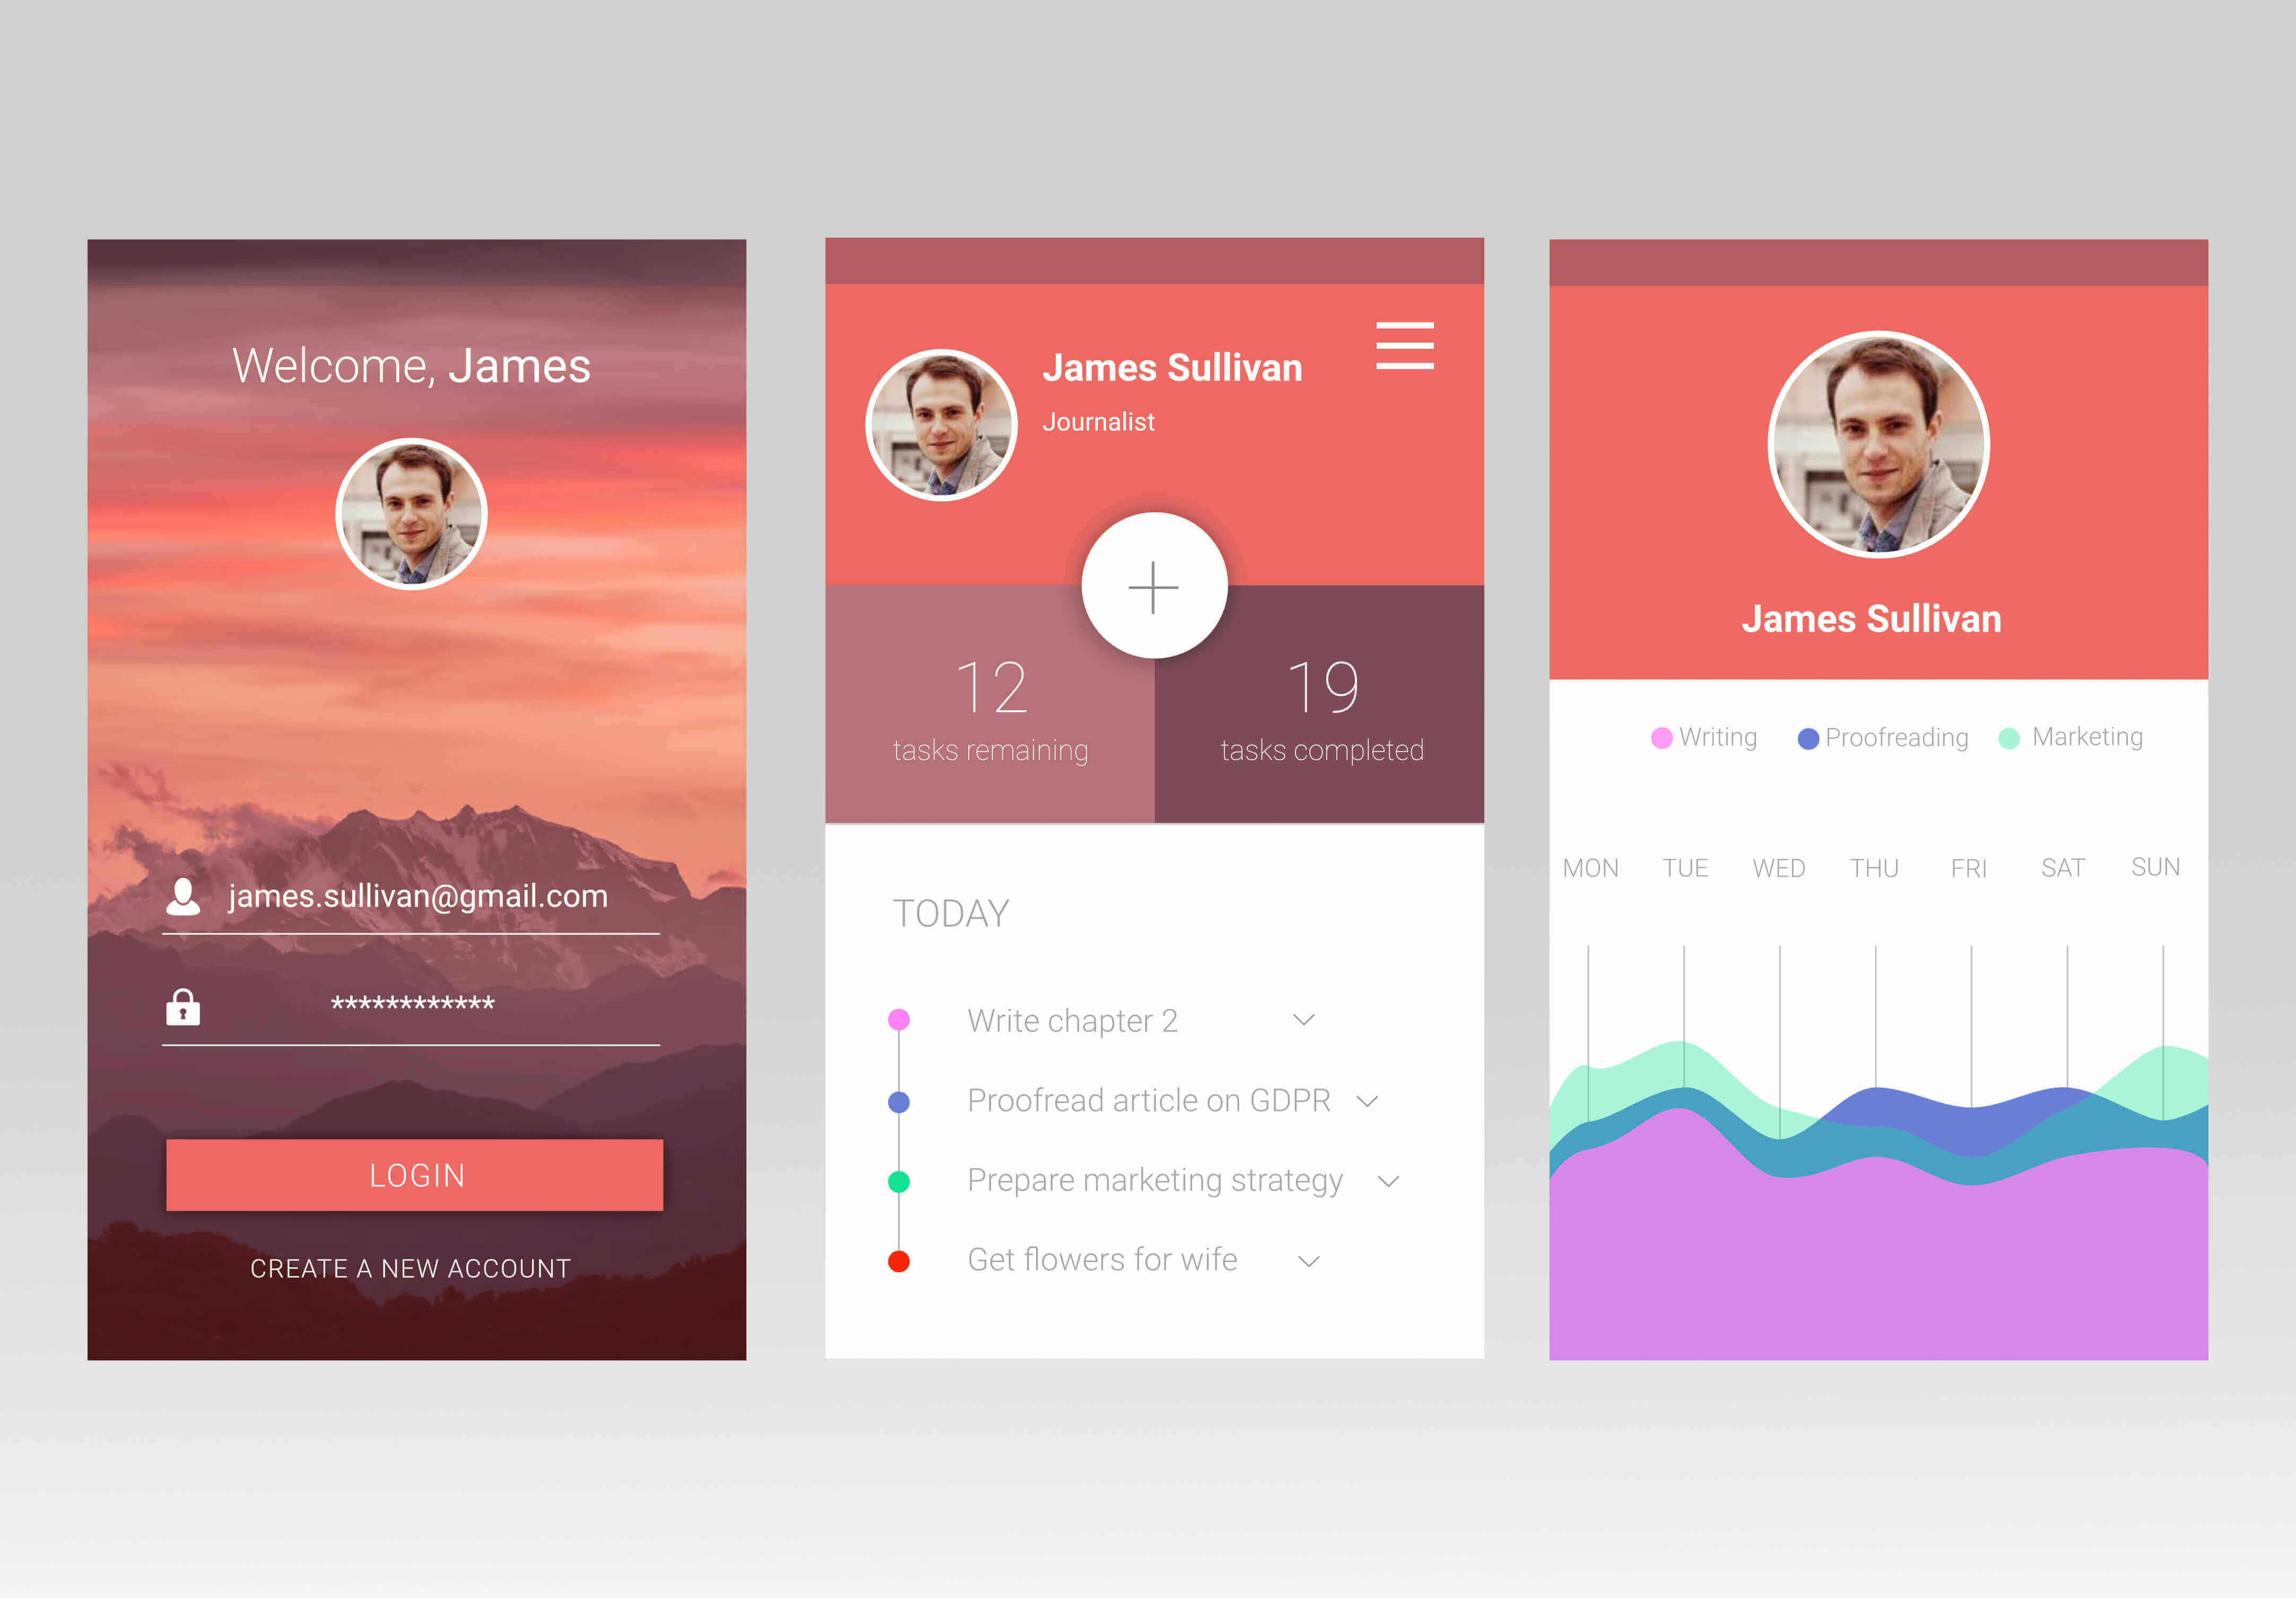 Welcome, James
james.sullivan@gmail.com
************
LOGIN
CREATE A NEW ACCOUNT
James Sullivan
Journalist
12
tasks remaining
19
tasks completed
TODAY
Write chapter 2
Proofread article on GDPR
Prepare marketing strategy
Get flowers for wife
James Sullivan
Writing Proofreading Marketing
MON TUE WED THU FRI SAT SUN